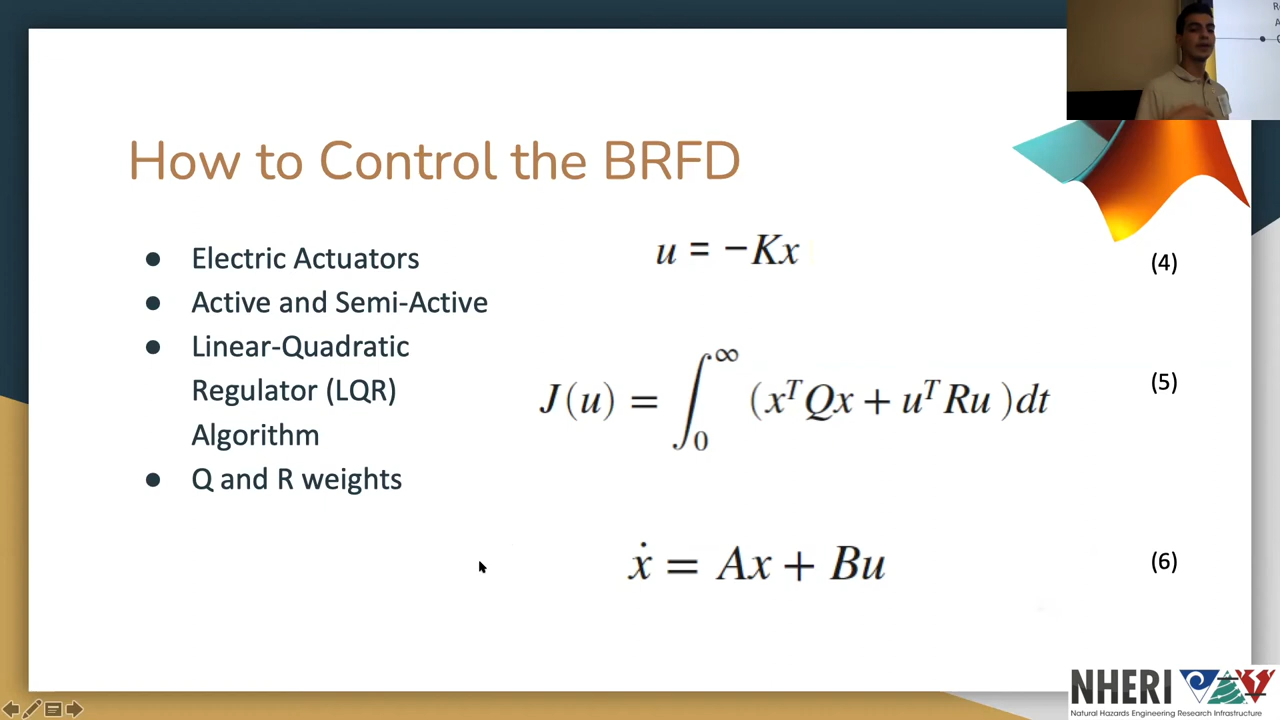 How to Control the BRFD
● Electric Actuators
● Active and Semi-Active
● Linear-Quadratic
Regulator (LQR)
Algorithm
● Q and R weights
u = −Kx
(4)
J(u) = ∫₀^∞ (xᵀQx + uᵀRu )dt
(5)
ẋ = Ax + Bu
(6)
NHERI
Natural Hazards Engineering Research Infrastructure